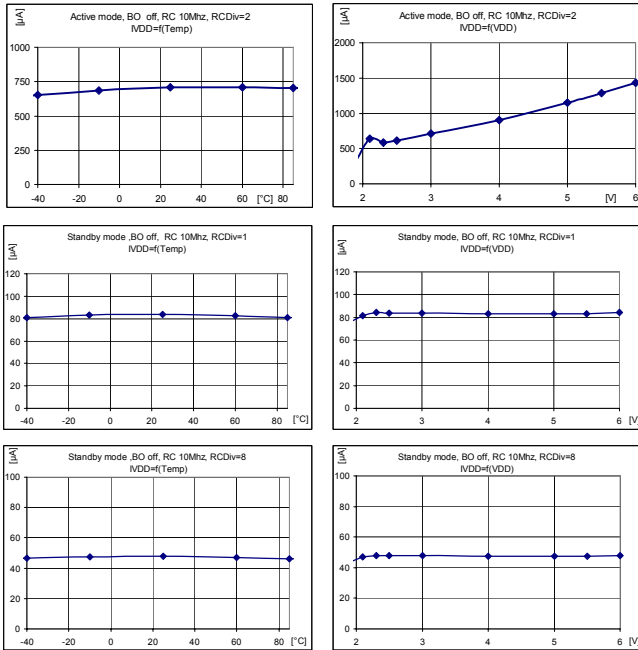 [µA]
Active mode, BO off, RC 10Mhz, RCDiv=2
IVDD=f(Temp)
1000
750
500
250
0
-40 -20 0 20 40 60 [°C] 80
[µA]
Active mode, BO off, RC 10Mhz, RCDiv=2
IVDD=f(VDD)
2000
1500
1000
500
0
2 3 4 5 [V] 6
[µA]
Standby mode ,BO off, RC 10Mhz, RCDiv=1
IVDD=f(Temp)
120
100
80
60
40
20
0
-40 -20 0 20 40 60 80 [°C]
[µA]
Standby mode, BO off, RC 10Mhz, RCDiv=1
IVDD=f(VDD)
120
100
80
60
40
20
0
2 3 4 5 6 [V]
[µA]
Standby mode ,BO off, RC 10Mhz, RCDiv=8
IVDD=f(Temp)
100
80
60
40
20
0
-40 -20 0 20 40 60 80 [°C]
[µA]
Standby mode, BO off, RC 10Mhz, RCDiv=8
IVDD=f(VDD)
100
80
60
40
20
0
2 3 4 5 6 [V]